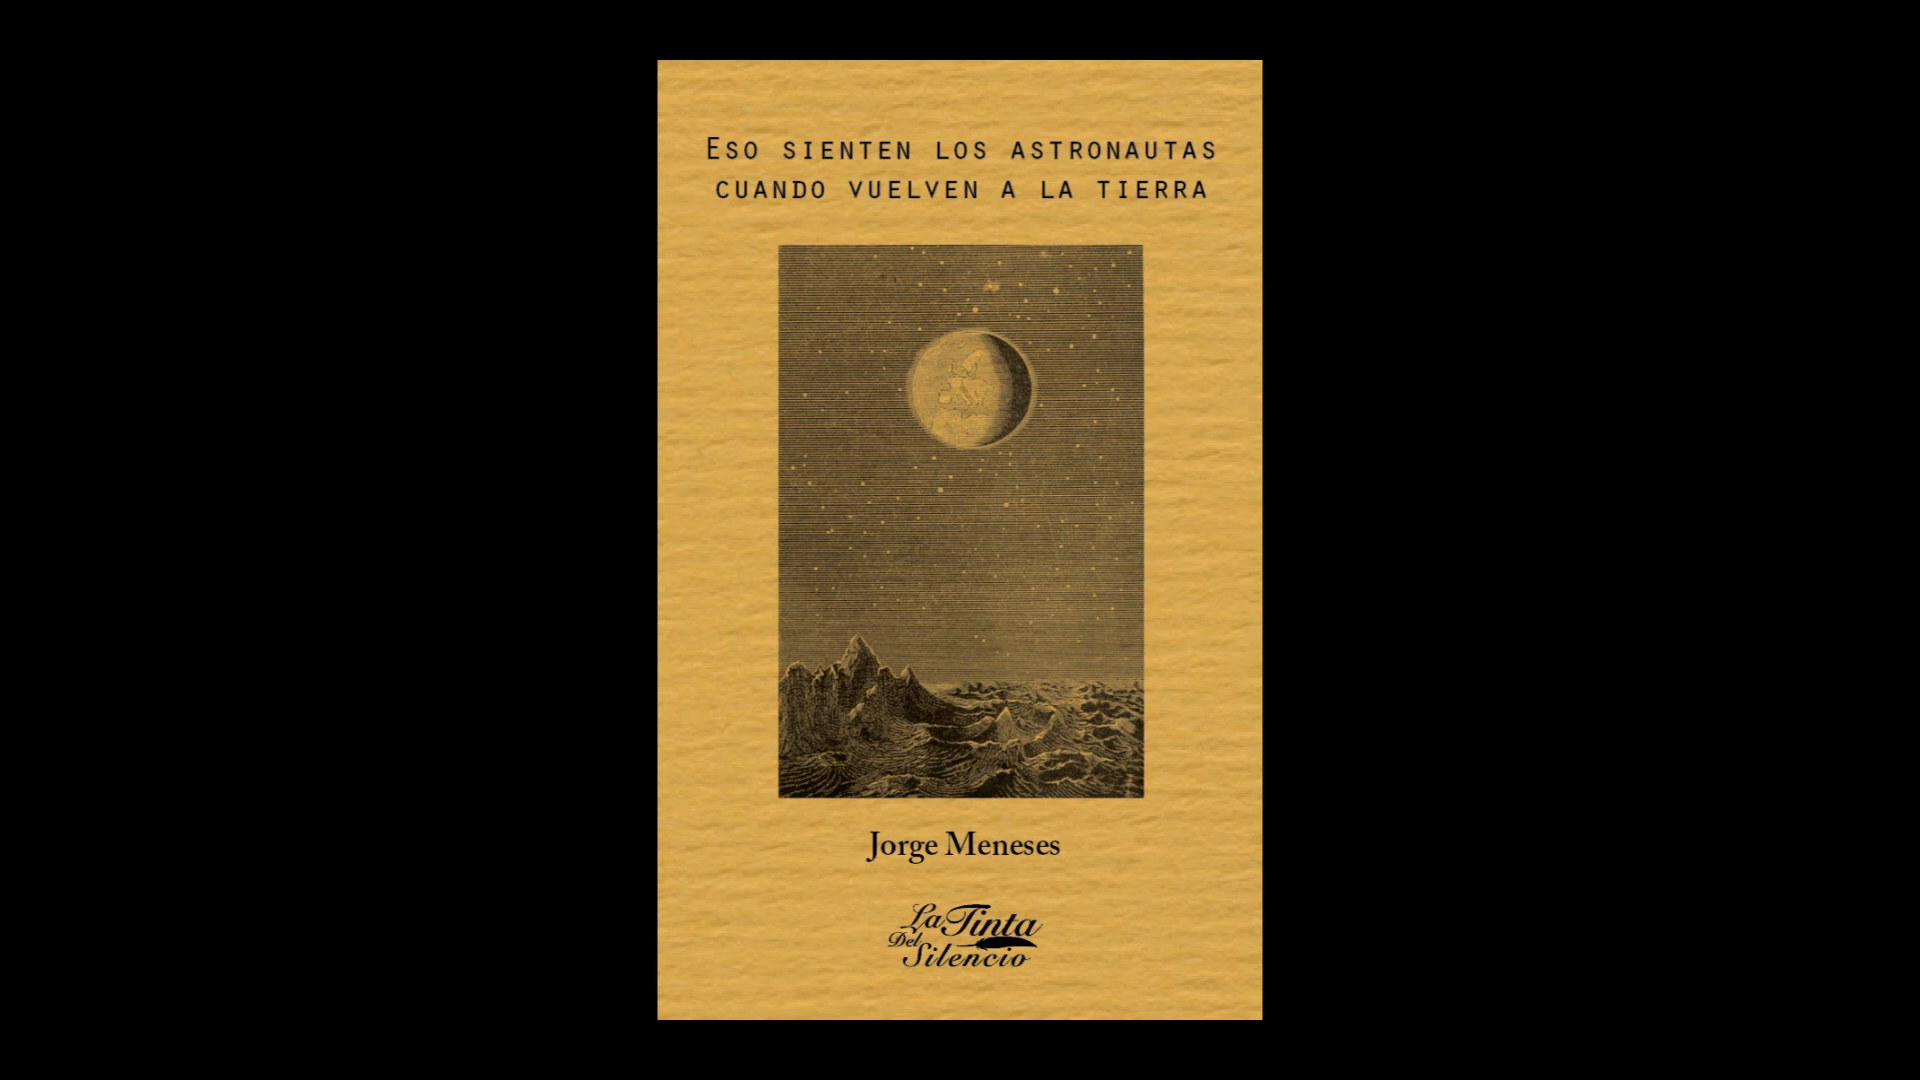 ESO SIENTEN LOS ASTRONAUTAS
CUANDO VUELVEN A LA TIERRA
Jorge Meneses
La Tinta
Del
Silencio